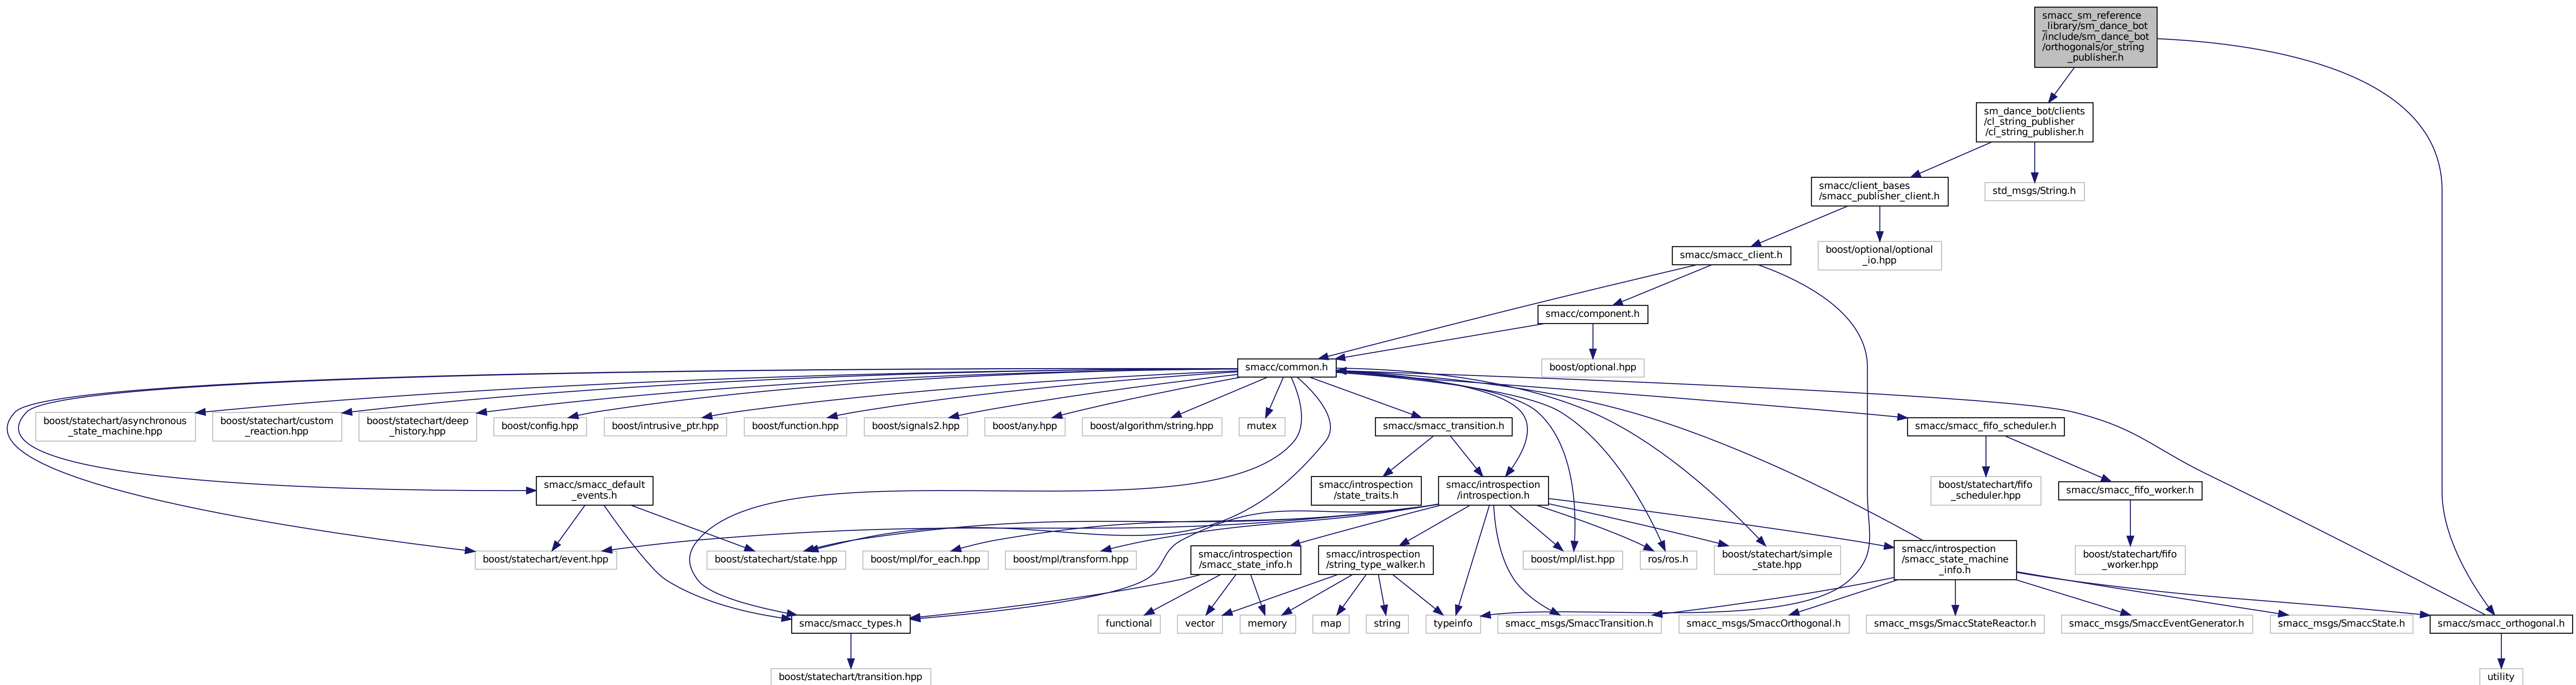 smacc_sm_reference
_library/sm_dance_bot
/include/sm_dance_bot
/orthogonals/or_string
_publisher.h
sm_dance_bot/clients
/cl_string_publisher
/cl_string_publisher.h
smacc/client_bases
/smacc_publisher_client.h
std_msgs/String.h
smacc/smacc_client.h
boost/optional/optional
_io.hpp
smacc/component.h
smacc/common.h
boost/optional.hpp
boost/statechart/asynchronous
_state_machine.hpp
boost/statechart/custom
_reaction.hpp
boost/statechart/deep
_history.hpp
boost/config.hpp
boost/intrusive_ptr.hpp
boost/function.hpp
boost/signals2.hpp
boost/any.hpp
boost/algorithm/string.hpp
mutex
smacc/smacc_transition.h
smacc/smacc_fifo_scheduler.h
smacc/smacc_default
_events.h
smacc/introspection
/state_traits.h
smacc/introspection
/introspection.h
boost/statechart/fifo
_scheduler.hpp
smacc/smacc_fifo_worker.h
boost/statechart/event.hpp
boost/statechart/state.hpp
boost/mpl/for_each.hpp
boost/mpl/transform.hpp
smacc/introspection
/smacc_state_info.h
smacc/introspection
/string_type_walker.h
boost/mpl/list.hpp
ros/ros.h
boost/statechart/simple
_state.hpp
smacc/introspection
/smacc_state_machine
_info.h
boost/statechart/fifo
_worker.hpp
smacc/smacc_types.h
functional
vector
memory
map
string
typeinfo
smacc_msgs/SmaccTransition.h
smacc_msgs/SmaccOrthogonal.h
smacc_msgs/SmaccStateReactor.h
smacc_msgs/SmaccEventGenerator.h
smacc_msgs/SmaccState.h
smacc/smacc_orthogonal.h
boost/statechart/transition.hpp
utility